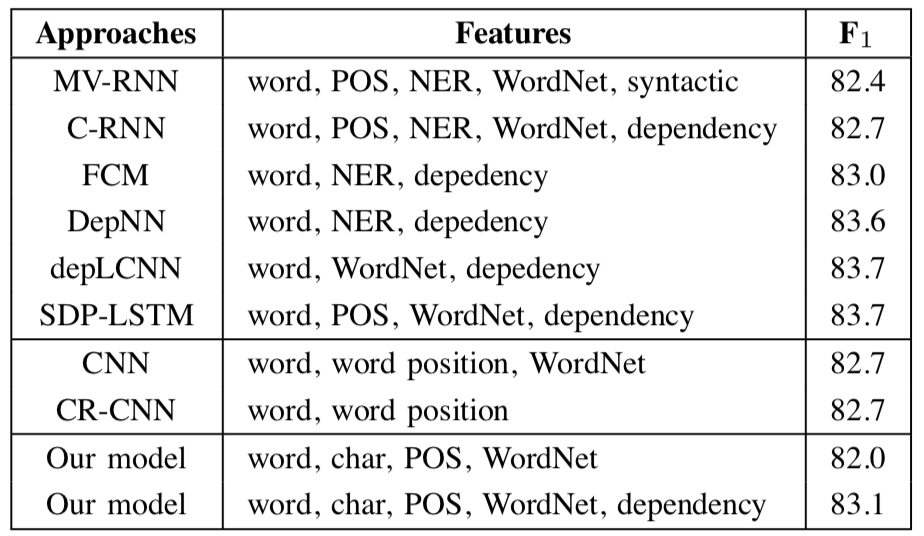 Approaches Features F1
MV-RNN word, POS, NER, WordNet, syntactic 82.4
C-RNN word, POS, NER, WordNet, dependency 82.7
FCM word, NER, depedency 83.0
DepNN word, NER, depedency 83.6
depLCNN word, WordNet, depedency 83.7
SDP-LSTM word, POS, WordNet, dependency 83.7
CNN word, word position, WordNet 82.7
CR-CNN word, word position 82.7
Our model word, char, POS, WordNet 82.0
Our model word, char, POS, WordNet, dependency 83.1